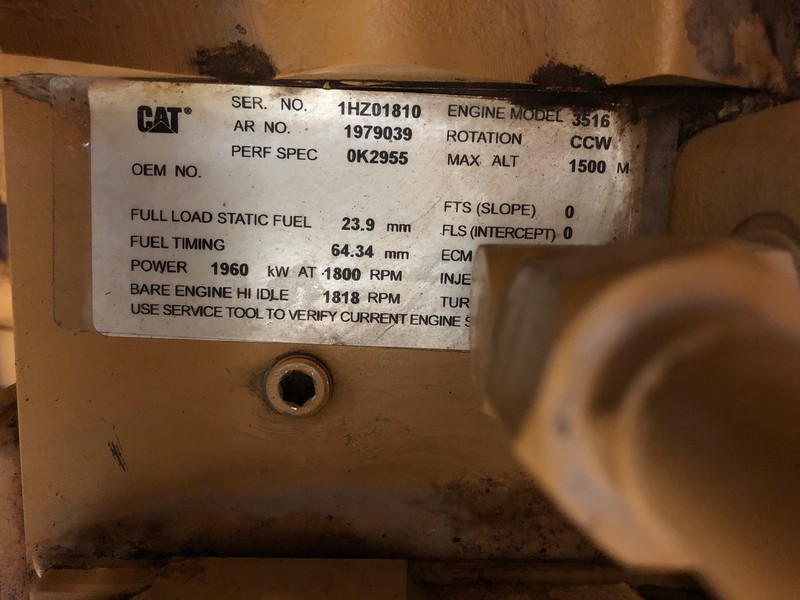 CAT®
SER. NO. 1HZ01810 ENGINE MODEL 3516
AR NO. 1979039 ROTATION CCW
PERF SPEC 0K2955 MAX ALT 1500 M
OEM NO.
FULL LOAD STATIC FUEL 23.9 mm FTS (SLOPE) 0
FUEL TIMING 64.34 mm FLS (INTERCEPT) 0
POWER 1960 kW AT 1800 RPM ECM
BARE ENGINE HI IDLE 1818 RPM INJE
USE SERVICE TOOL TO VERIFY CURRENT ENGINE TUR